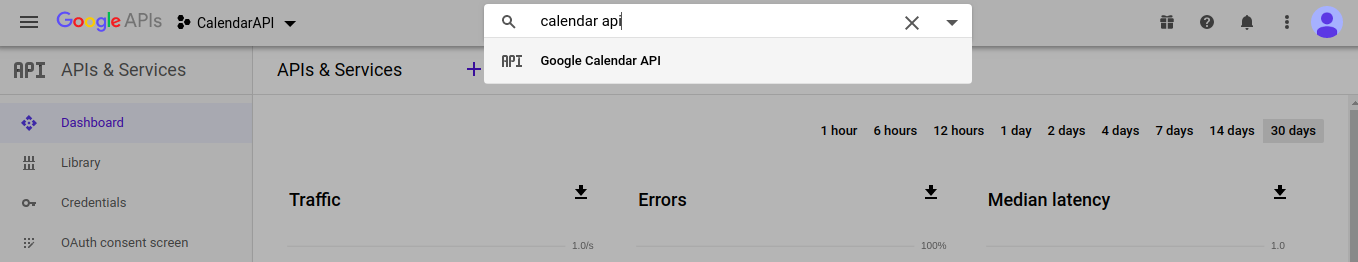 Google APIs
CalendarAPI
calendar api
API Google Calendar API
API APIs & Services
APIs & Services
Dashboard
Library
Credentials
OAuth consent screen
1 hour 6 hours 12 hours 1 day 2 days 4 days 7 days 14 days 30 days
Traffic
1.0/s
Errors
100%
Median latency
1.0